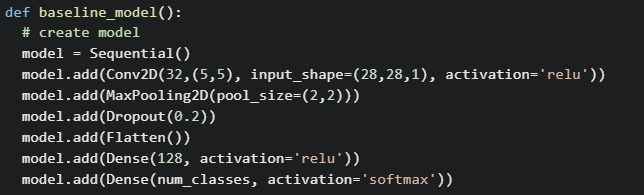 def baseline_model():
  # create model
  model = Sequential()
  model.add(Conv2D(32,(5,5), input_shape=(28,28,1), activation='relu'))
  model.add(MaxPooling2D(pool_size=(2,2)))
  model.add(Dropout(0.2))
  model.add(Flatten())
  model.add(Dense(128, activation='relu'))
  model.add(Dense(num_classes, activation='softmax'))